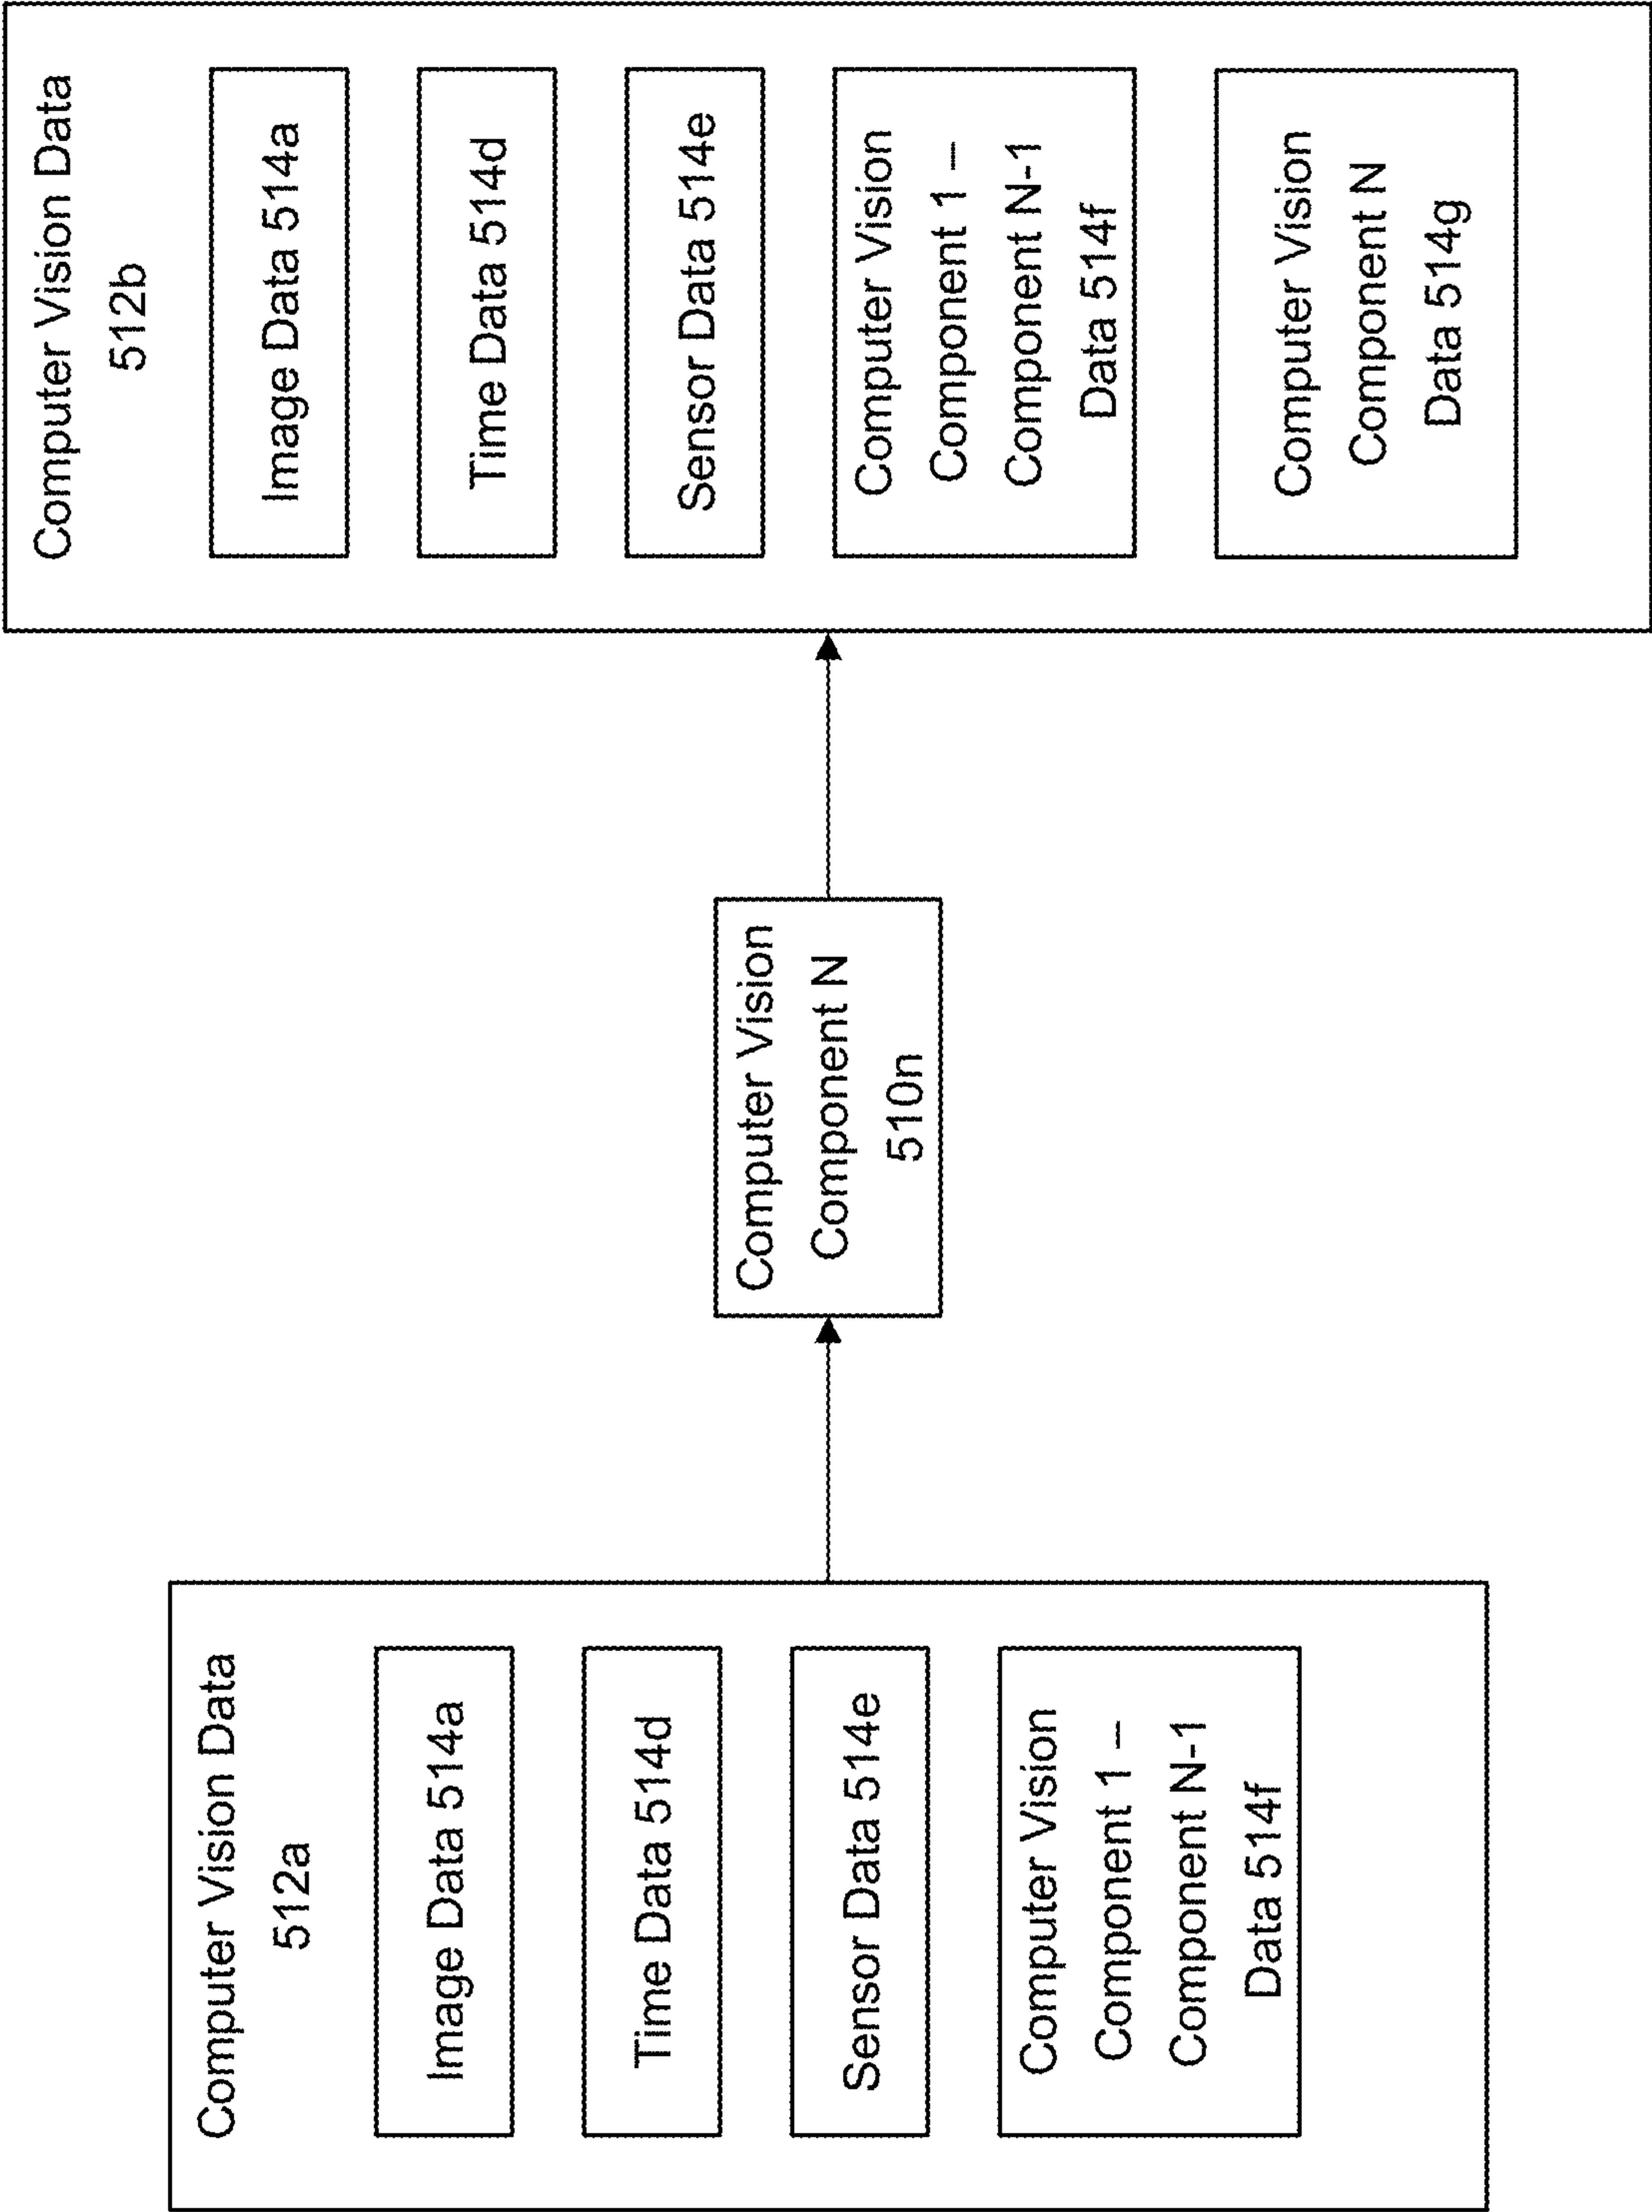 Computer Vision Data
512a
Image Data 514a
Time Data 514d
Sensor Data 514e
Computer Vision
Component 1 –
Component N-1
Data 514f
Computer Vision
Component N
510n
Computer Vision Data
512b
Image Data 514a
Time Data 514d
Sensor Data 514e
Computer Vision
Component 1 –
Component N-1
Data 514f
Computer Vision
Component N
Data 514g